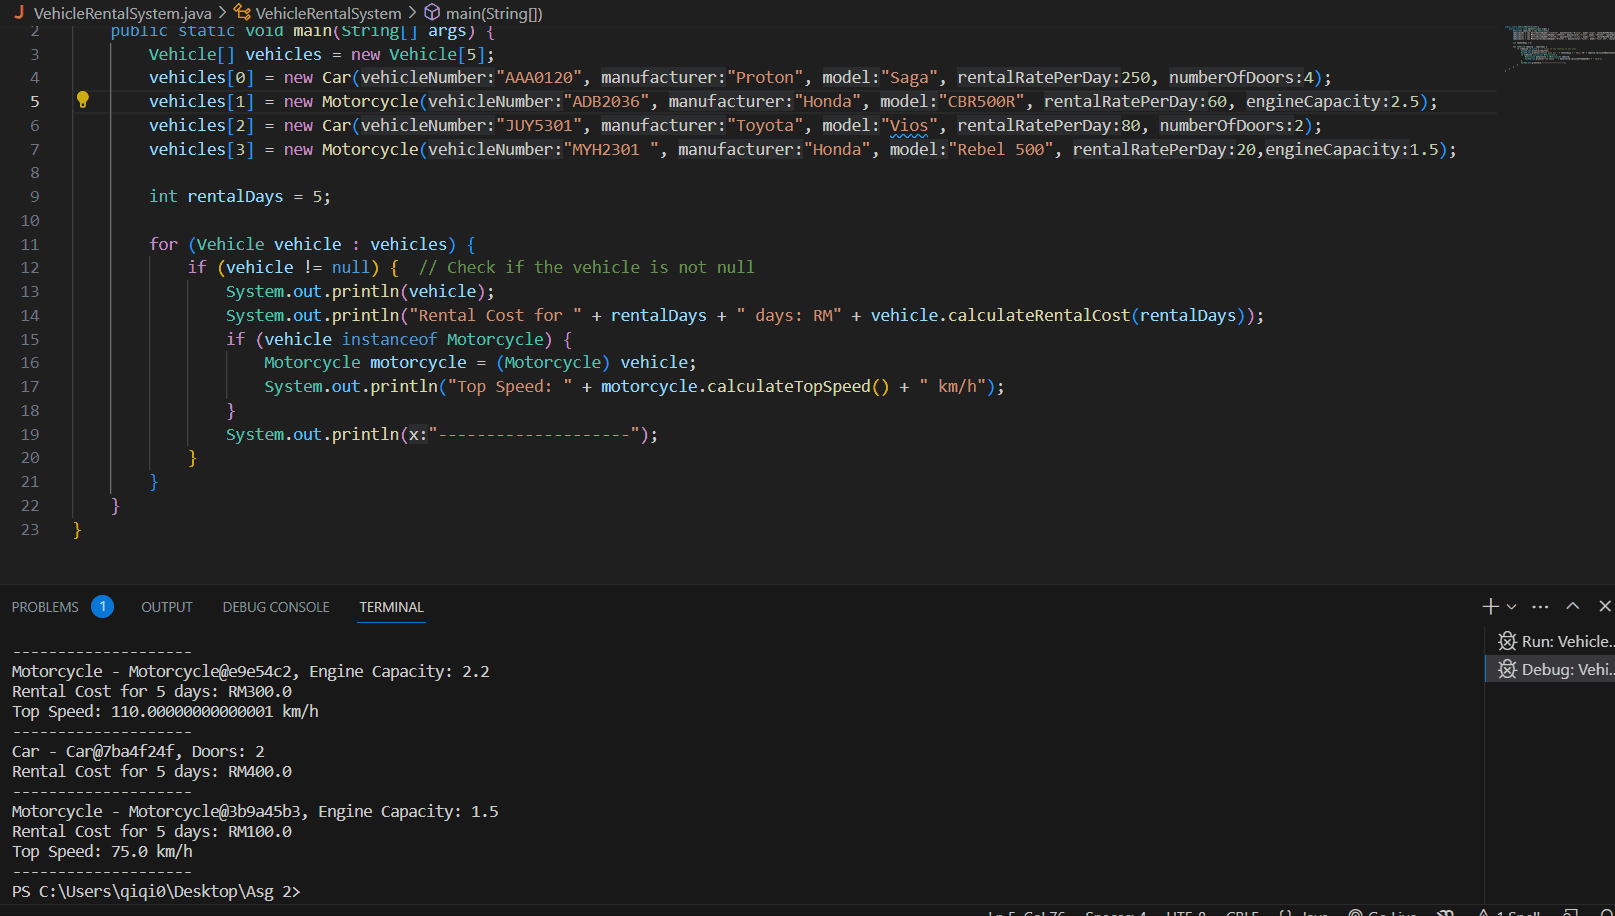 J VehicleRentalSystem.java > VehicleRentalSystem > main(String[])
2 public static void main(String[] args) {
3 Vehicle[] vehicles = new Vehicle[5];
4 vehicles[0] = new Car(vehicleNumber:"AAA0120", manufacturer:"Proton", model:"Saga", rentalRatePerDay:250, numberOfDoors:4);
5 vehicles[1] = new Motorcycle(vehicleNumber:"ADB2036", manufacturer:"Honda", model:"CBR500R", rentalRatePerDay:60, engineCapacity:2.5);
6 vehicles[2] = new Car(vehicleNumber:"JUY5301", manufacturer:"Toyota", model:"Vios", rentalRatePerDay:80, numberOfDoors:2);
7 vehicles[3] = new Motorcycle(vehicleNumber:"MYH2301 ", manufacturer:"Honda", model:"Rebel 500", rentalRatePerDay:20,engineCapacity:1.5);
8
9 int rentalDays = 5;
10
11 for (Vehicle vehicle : vehicles) {
12 if (vehicle != null) { // Check if the vehicle is not null
13 System.out.println(vehicle);
14 System.out.println("Rental Cost for " + rentalDays + " days: RM" + vehicle.calculateRentalCost(rentalDays));
15 if (vehicle instanceof Motorcycle) {
16 Motorcycle motorcycle = (Motorcycle) vehicle;
17 System.out.println("Top Speed: " + motorcycle.calculateTopSpeed() + " km/h");
18 }
19 System.out.println(x:"--------------------");
20 }
21 }
22 }
23 }
PROBLEMS 1 OUTPUT DEBUG CONSOLE TERMINAL
Run: Vehicle...
Debug: Vehi...
--------------------
Motorcycle - Motorcycle@e9e54c2, Engine Capacity: 2.2
Rental Cost for 5 days: RM300.0
Top Speed: 110.00000000000001 km/h
--------------------
Car - Car@7ba4f24f, Doors: 2
Rental Cost for 5 days: RM400.0
--------------------
Motorcycle - Motorcycle@3b9a45b3, Engine Capacity: 1.5
Rental Cost for 5 days: RM100.0
Top Speed: 75.0 km/h
--------------------
PS C:\Users\qiqi0\Desktop\Asg 2>